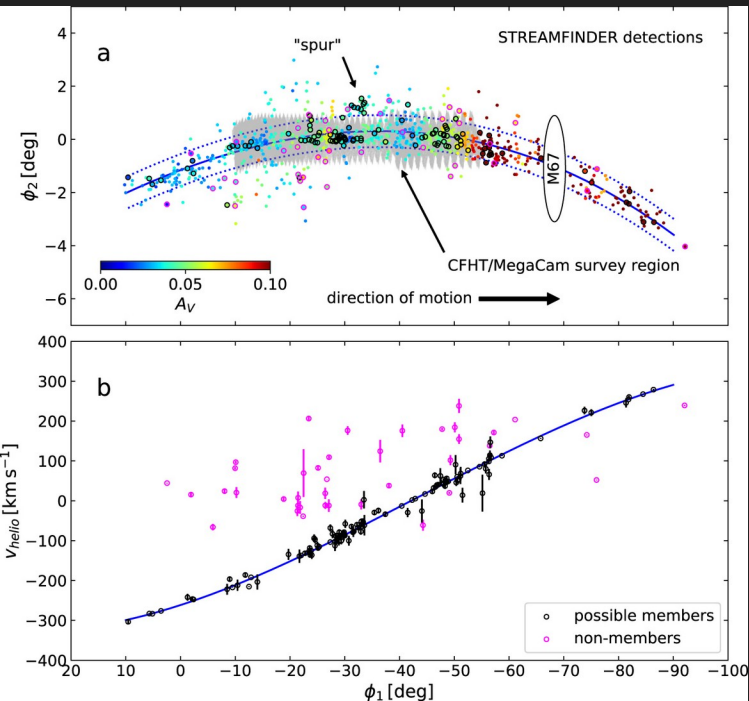 a
"spur"
STREAMFINDER detections
M67
CFHT/MegaCam survey region
direction of motion
0.00 0.05 0.10
A_V
ϕ2 [deg]
4
2
0
−2
−4
−6
b
v_helio [km s⁻¹]
400
300
200
100
0
−100
−200
−300
−400
possible members
non-members
20 10 0 −10 −20 −30 −40 −50 −60 −70 −80 −90 −100
ϕ1 [deg]